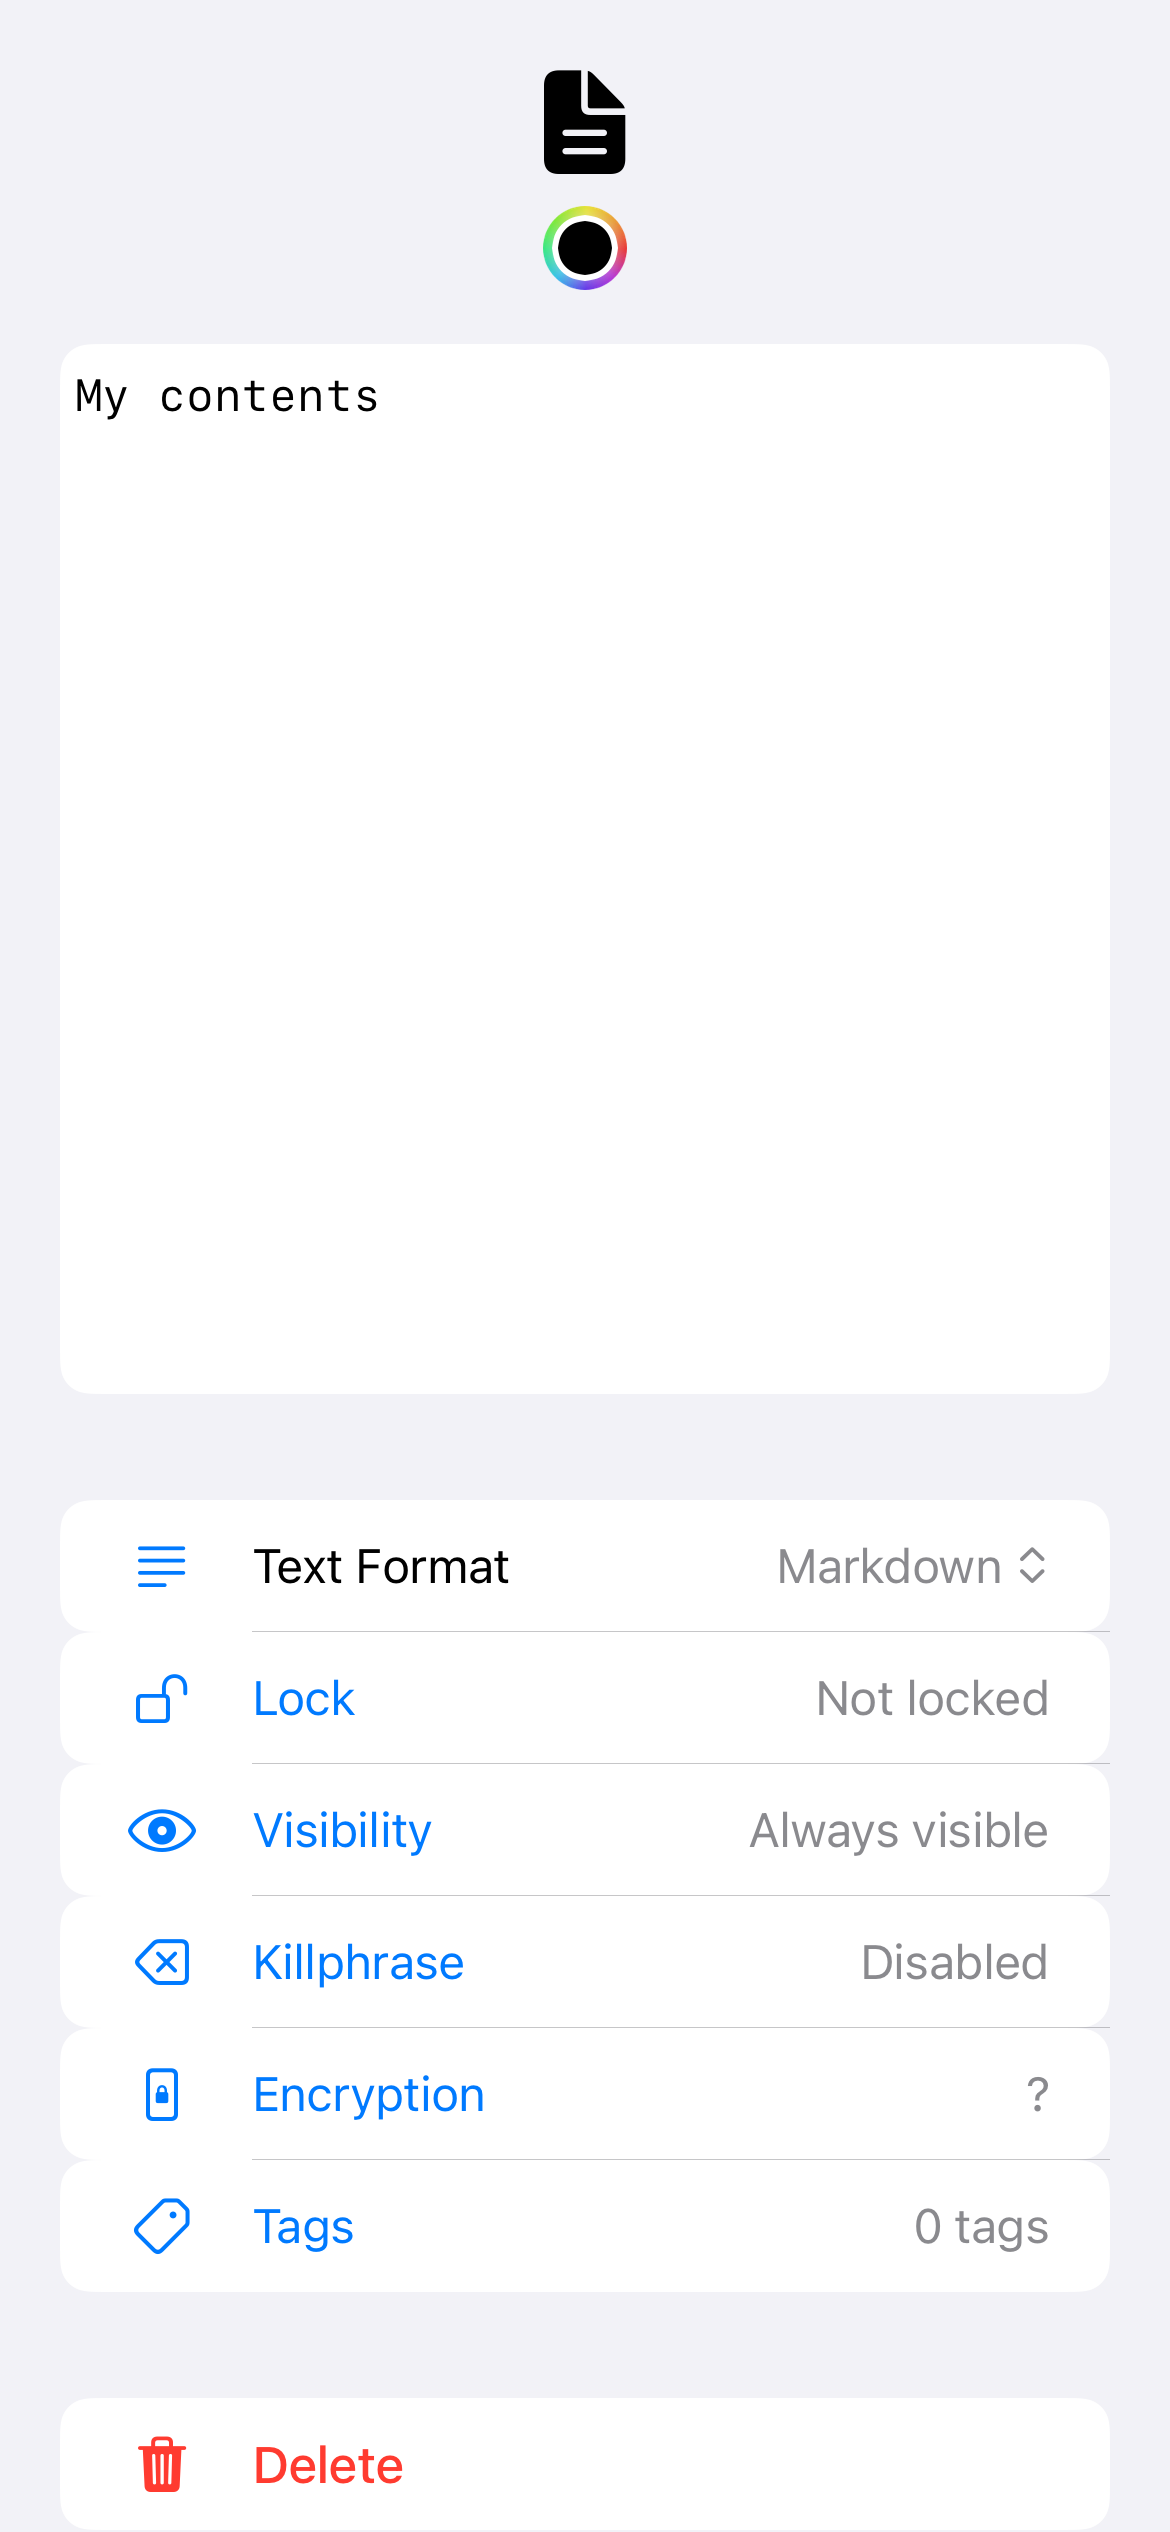 My contents
Text Format Markdown
Lock Not locked
Visibility Always visible
Killphrase Disabled
Encryption ?
Tags 0 tags
Delete